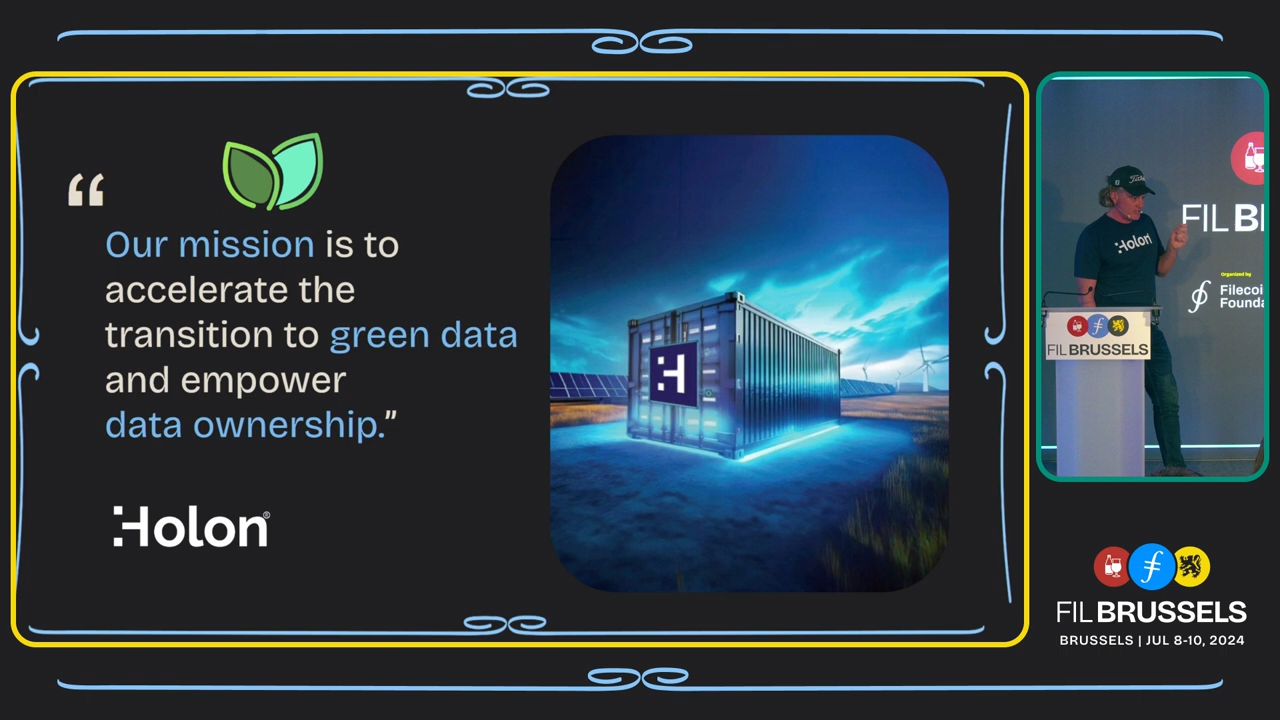 “
Our mission is to
accelerate the
transition to green data
and empower
data ownership.”
Holon®
H
Holon
FIL B
Organized by
Filecoi
Founda
FIL BRUSSELS
FIL BRUSSELS
BRUSSELS | JUL 8-10, 2024